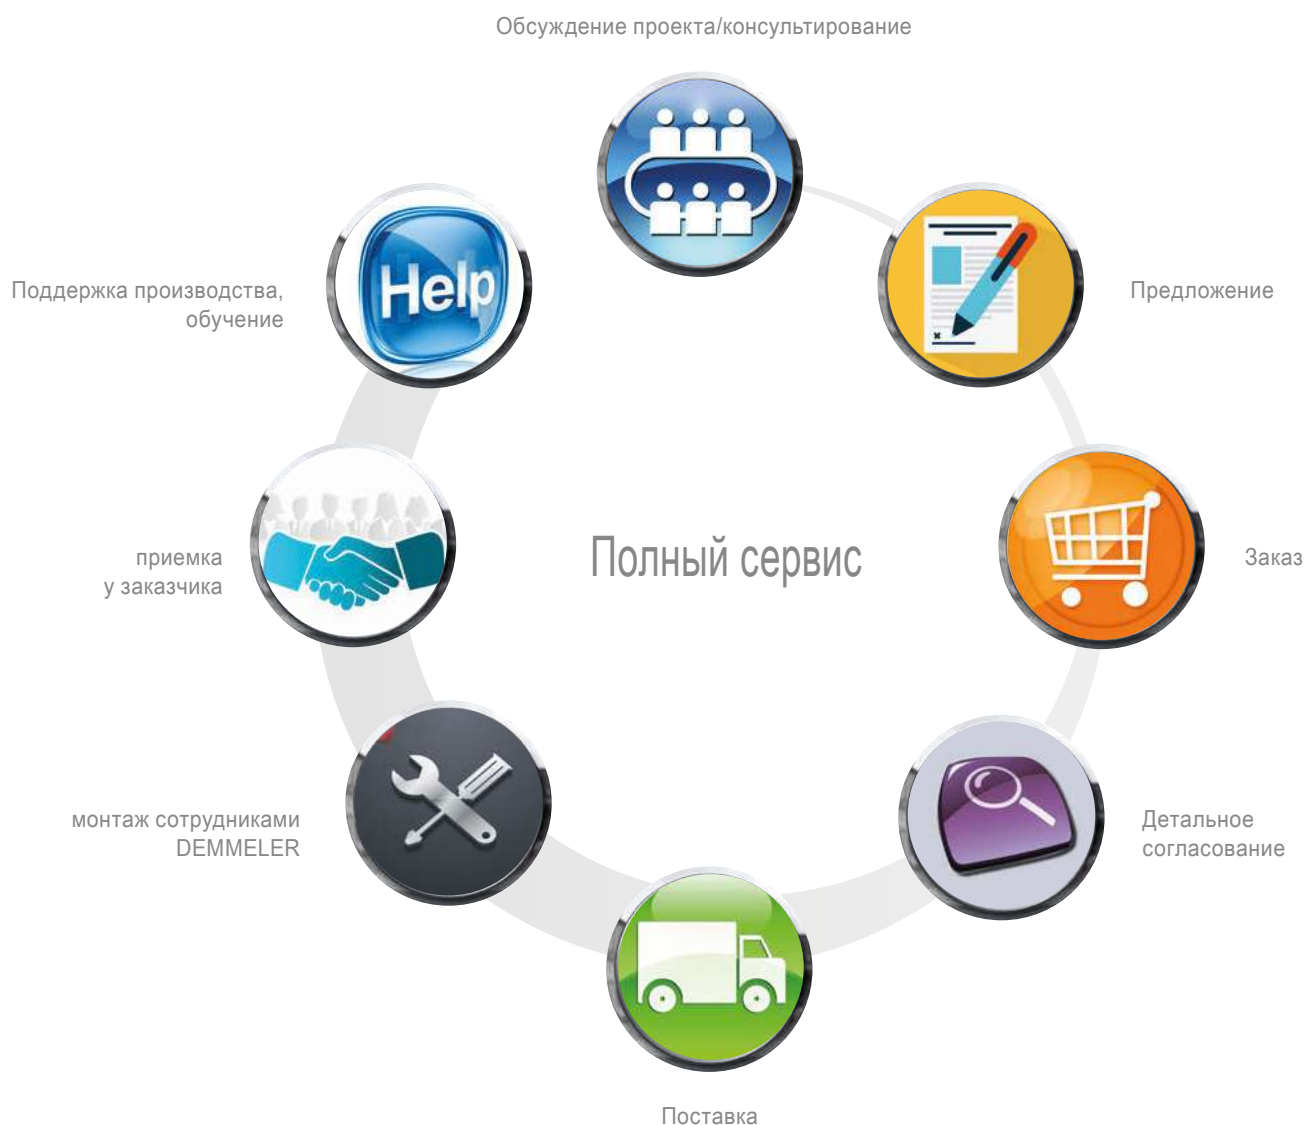 Обсуждение проекта/консультирование
Help
Предложение
Поддержка производства,
обучение
Полный сервис
приемка
у заказчика
Заказ
монтаж сотрудниками
DEMMELER
Детальное
согласование
Поставка